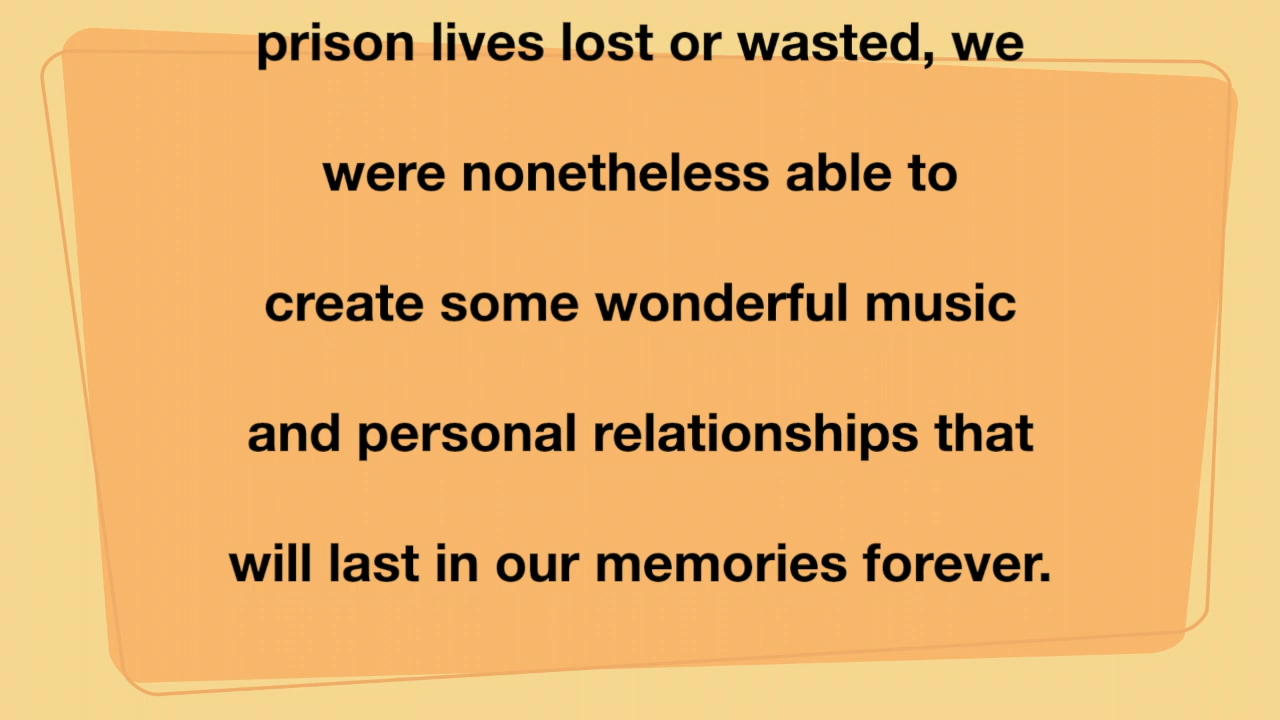 prison lives lost or wasted, we
were nonetheless able to
create some wonderful music
and personal relationships that
will last in our memories forever.